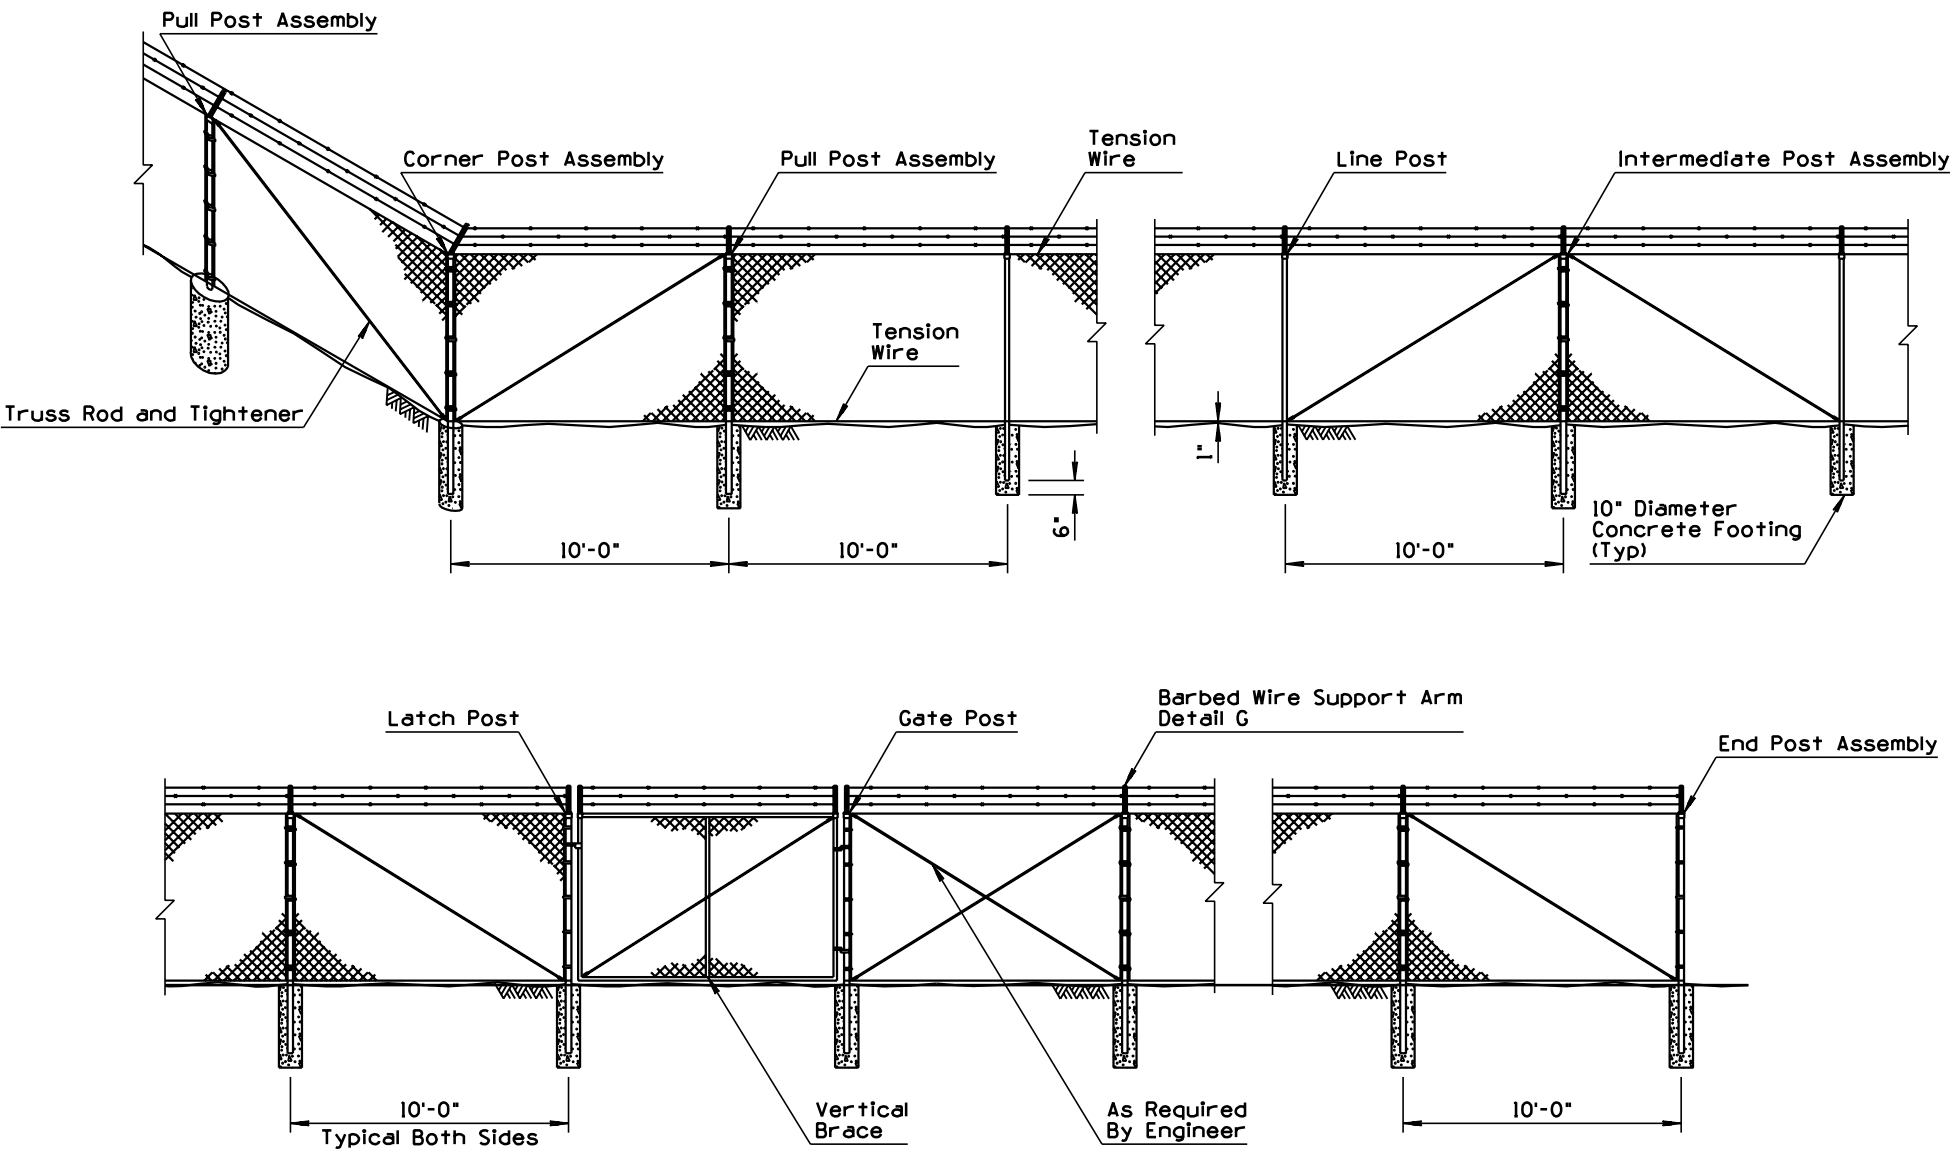 Pull Post Assembly
Corner Post Assembly
Pull Post Assembly
Tension
Wire
Line Post
Intermediate Post Assembly
Tension
Wire
Truss Rod and Tightener
1"
6"
10" Diameter
Concrete Footing
(Typ)
10'-0"
10'-0"
10'-0"
Latch Post
Gate Post
Barbed Wire Support Arm
Detail G
End Post Assembly
10'-0"
Typical Both Sides
Vertical
Brace
As Required
By Engineer
10'-0"